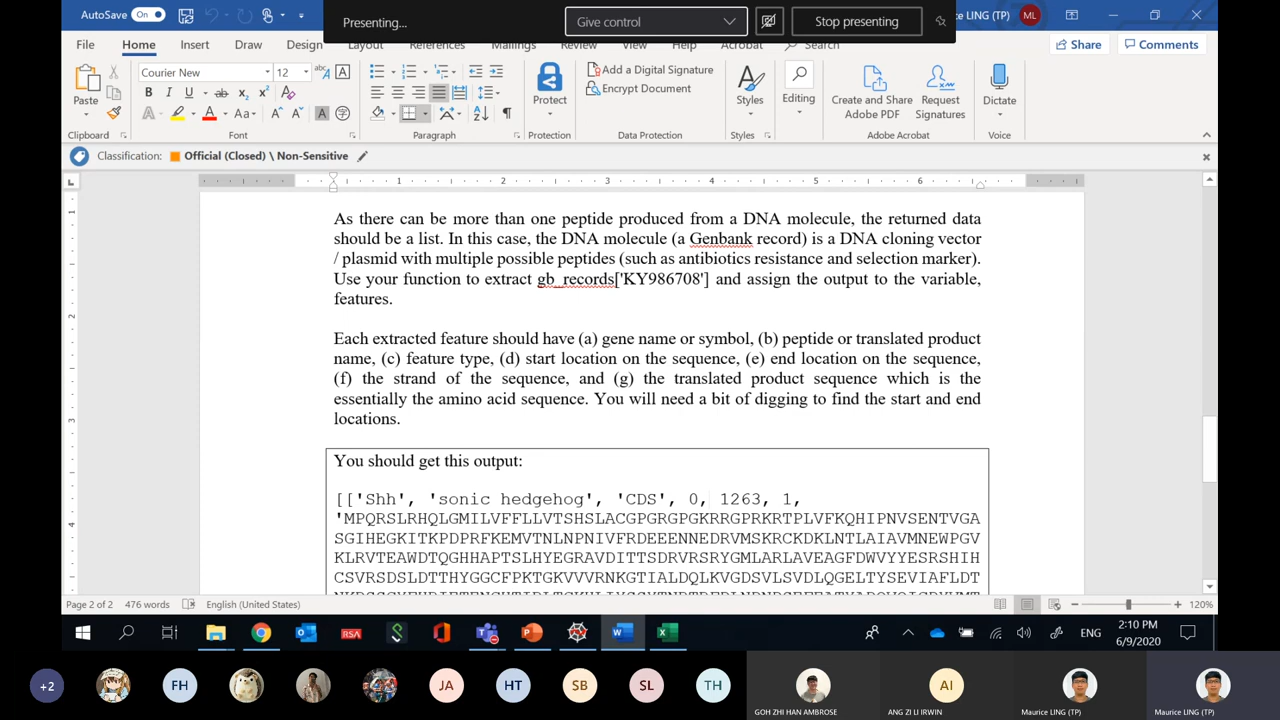 AutoSave On
Presenting...
Give control
Stop presenting
ice LING (TP)
ML
File Home Insert Draw Design Layout References Mailings Review View Help Acrobat Search
Share
Comments
Paste
Courier New
12
Add a Digital Signature
Encrypt Document
Protect
Styles
Editing
Create and Share
Adobe PDF
Request
Signatures
Dictate
Clipboard
Font
Paragraph
Protection
Data Protection
Styles
Adobe Acrobat
Voice
Classification: Official (Closed) \ Non-Sensitive
As there can be more than one peptide produced from a DNA molecule, the returned data
should be a list. In this case, the DNA molecule (a Genbank record) is a DNA cloning vector
/ plasmid with multiple possible peptides (such as antibiotics resistance and selection marker).
Use your function to extract gb_records['KY986708'] and assign the output to the variable,
features.
Each extracted feature should have (a) gene name or symbol, (b) peptide or translated product
name, (c) feature type, (d) start location on the sequence, (e) end location on the sequence,
(f) the strand of the sequence, and (g) the translated product sequence which is the
essentially the amino acid sequence. You will need a bit of digging to find the start and end
locations.
You should get this output:
[['Shh', 'sonic hedgehog', 'CDS', 0, 1263, 1,
'MPQRSLRHQLGMILVFFLLVTSHSLACGPGRGPGKRRGPRKRTPLVFKQHIPNVSENTVGA
SGIHEGKITKPDPRFKEMVTNLNPNIVFRDEEENNEDRVMSKRCKDKLNTLAIAVMNEWPGV
KLRVTEAWDTQGHHAPTSLHYEGRAVDITTSDRVRSRYGMLARLAVEAGFDWVYYESRSHIH
CSVRSDSLDTTHYGGCFPKTGKVVVRNKGTIALDQLKVGDSVLSVDLQGELTYSEVIAFLDT
Page 2 of 2
476 words
English (United States)
120%
ENG
2:10 PM
6/9/2020
+2
FH
JA
HT
SB
SL
TH
GOH ZHI HAN AMBROSE
AI
ANG ZI LI IRWIN
Maurice LING (TP)
Maurice LING (TP)